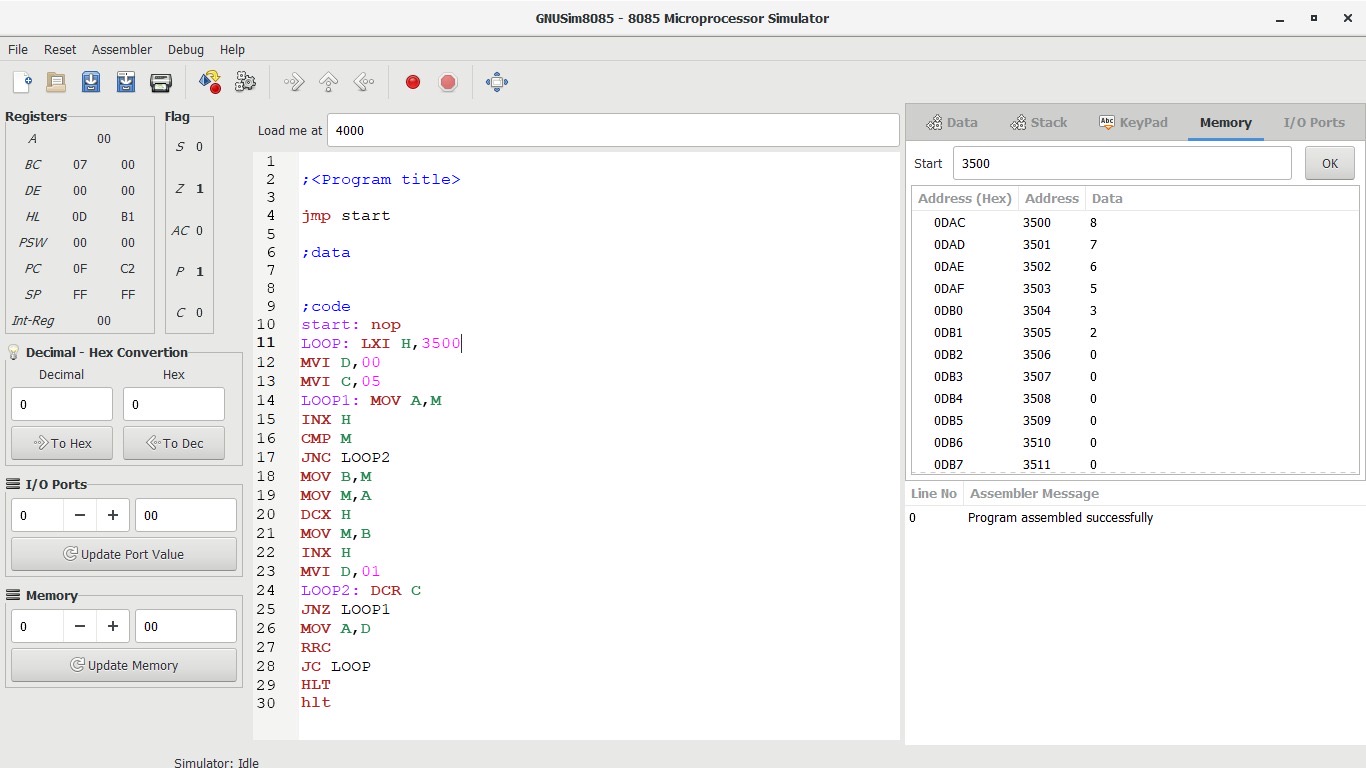 GNUSim8085 - 8085 Microprocessor Simulator
File Reset Assembler Debug Help
Registers
A 00
BC 07 00
DE 00 00
HL 0D B1
PSW 00 00
PC 0F C2
SP FF FF
Int-Reg 00
Flag
S 0
Z 1
AC 0
P 1
C 0
Decimal - Hex Convertion
Decimal Hex
0 0
To Hex To Dec
I/O Ports
0 − + 00
Update Port Value
Memory
0 − + 00
Update Memory
Load me at 4000
1
2 ;<Program title>
3
4 jmp start
5
6 ;data
7
8
9 ;code
10 start: nop
11 LOOP: LXI H,3500
12 MVI D,00
13 MVI C,05
14 LOOP1: MOV A,M
15 INX H
16 CMP M
17 JNC LOOP2
18 MOV B,M
19 MOV M,A
20 DCX H
21 MOV M,B
22 INX H
23 MVI D,01
24 LOOP2: DCR C
25 JNZ LOOP1
26 MOV A,D
27 RRC
28 JC LOOP
29 HLT
30 hlt
Data Stack Abc KeyPad Memory I/O Ports
Start 3500 OK
Address (Hex) Address Data
0DAC 3500 8
0DAD 3501 7
0DAE 3502 6
0DAF 3503 5
0DB0 3504 3
0DB1 3505 2
0DB2 3506 0
0DB3 3507 0
0DB4 3508 0
0DB5 3509 0
0DB6 3510 0
0DB7 3511 0
Line No Assembler Message
0 Program assembled successfully
Simulator: Idle